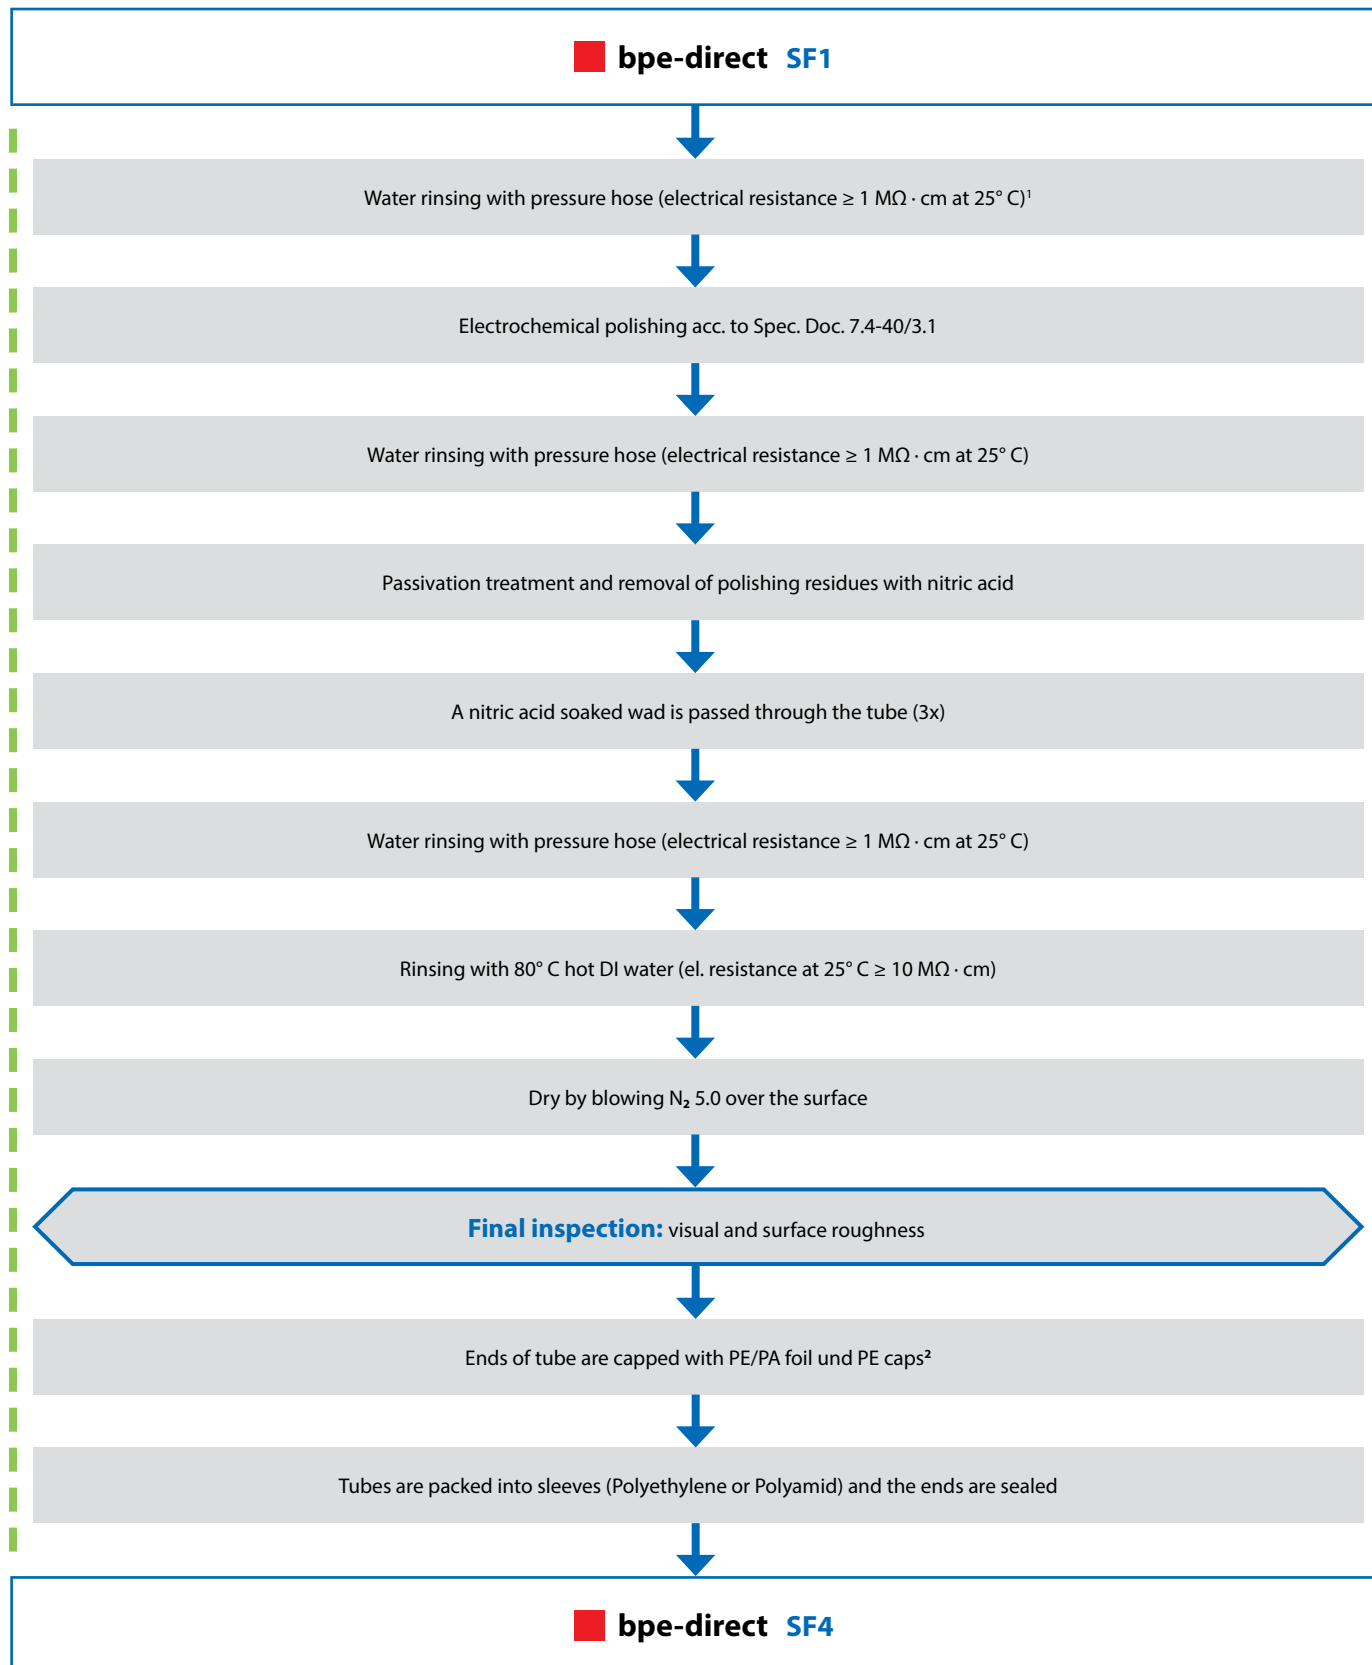 bpe-direct SF1
Water rinsing with pressure hose (electrical resistance ≥ 1 MΩ · cm at 25° C)¹
Electrochemical polishing acc. to Spec. Doc. 7.4-40/3.1
Water rinsing with pressure hose (electrical resistance ≥ 1 MΩ · cm at 25° C)
Passivation treatment and removal of polishing residues with nitric acid
A nitric acid soaked wad is passed through the tube (3x)
Water rinsing with pressure hose (electrical resistance ≥ 1 MΩ · cm at 25° C)
Rinsing with 80° C hot DI water (el. resistance at 25° C ≥ 10 MΩ · cm)
Dry by blowing N₂ 5.0 over the surface
Final inspection: visual and surface roughness
Ends of tube are capped with PE/PA foil und PE caps²
Tubes are packed into sleeves (Polyethylene or Polyamid) and the ends are sealed
bpe-direct SF4